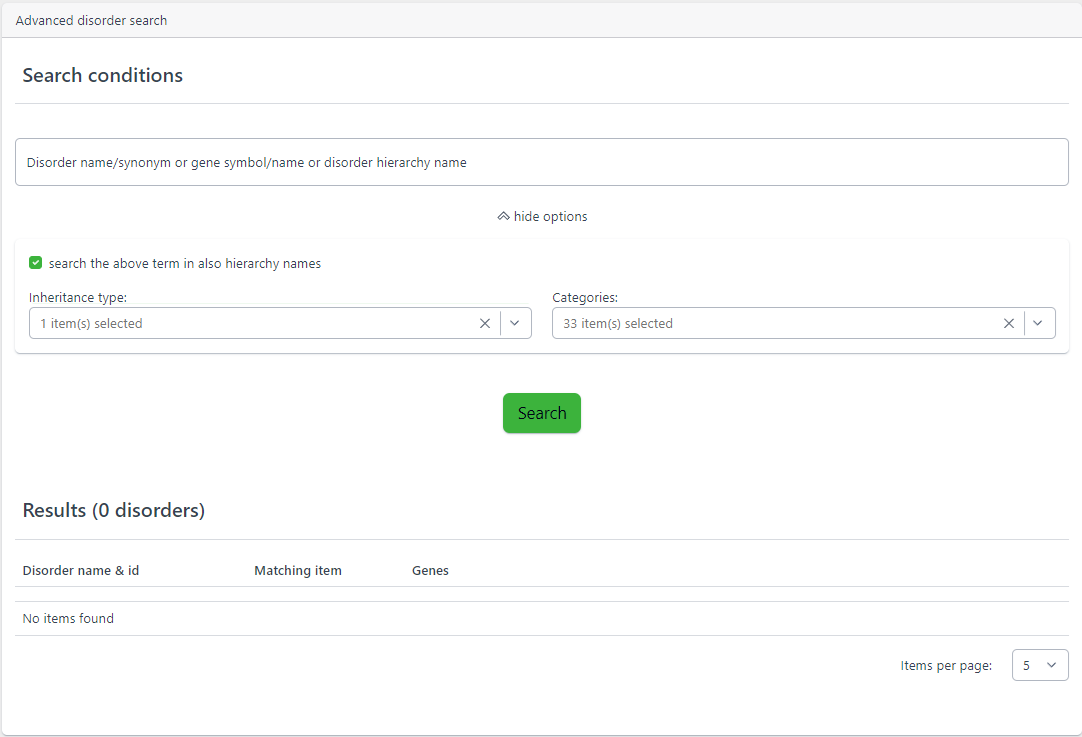 Advanced disorder search
Search conditions
Disorder name/synonym or gene symbol/name or disorder hierarchy name
hide options
search the above term in also hierarchy names
Inheritance type:
Categories:
1 item(s) selected
33 item(s) selected
Search
Results (0 disorders)
Disorder name & id
Matching item
Genes
No items found
Items per page:
5